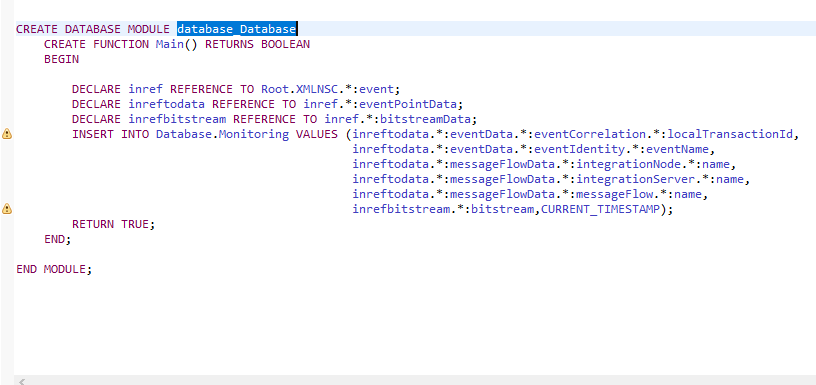 CREATE DATABASE MODULE database_Database
CREATE FUNCTION Main() RETURNS BOOLEAN
BEGIN
DECLARE inref REFERENCE TO Root.XMLNSC.*:event;
DECLARE inreftodata REFERENCE TO inref.*:eventPointData;
DECLARE inrefbitstream REFERENCE TO inref.*:bitstreamData;
INSERT INTO Database.Monitoring VALUES (inreftodata.*:eventData.*:eventCorrelation.*:localTransactionId,
inreftodata.*:eventData.*:eventIdentity.*:eventName,
inreftodata.*:messageFlowData.*:integrationNode.*:name,
inreftodata.*:messageFlowData.*:integrationServer.*:name,
inreftodata.*:messageFlowData.*:messageFlow.*:name,
inrefbitstream.*:bitstream,CURRENT_TIMESTAMP);
RETURN TRUE;
END;
END MODULE;